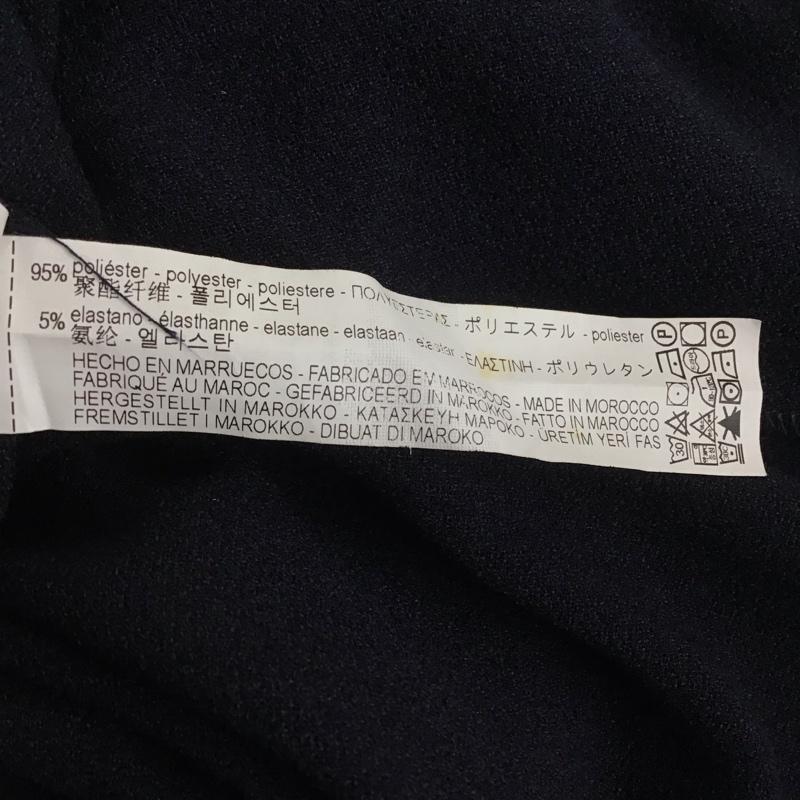 95% poliéster - polyester - poliestere - ΠΟΛΥΕΣΤΕΡΑΣ - ポリエステル - poliester
聚酯纤维 - 폴리에스터
5% elastano - élasthanne - elastane - elastaan - elastan - ΕΛΑΣΤΙΝΗ - ポリウレタン
氨纶 - 엘라스탄
HECHO EN MARRUECOS - FABRICADO EM MARROCOS - MADE IN MOROCCO
FABRIQUÉ AU MAROC - GEFABRICEERD IN MAROKKO - FATTO IN MAROCCO
HERGESTELLT IN MAROKKO - ΚΑΤΑΣΚΕΥΗ ΜΑΡΟΚΟ - ÜRETİM YERİ FAS
FREMSTILLET I MAROKKO - DIBUAT DI MAROKO
P P
30